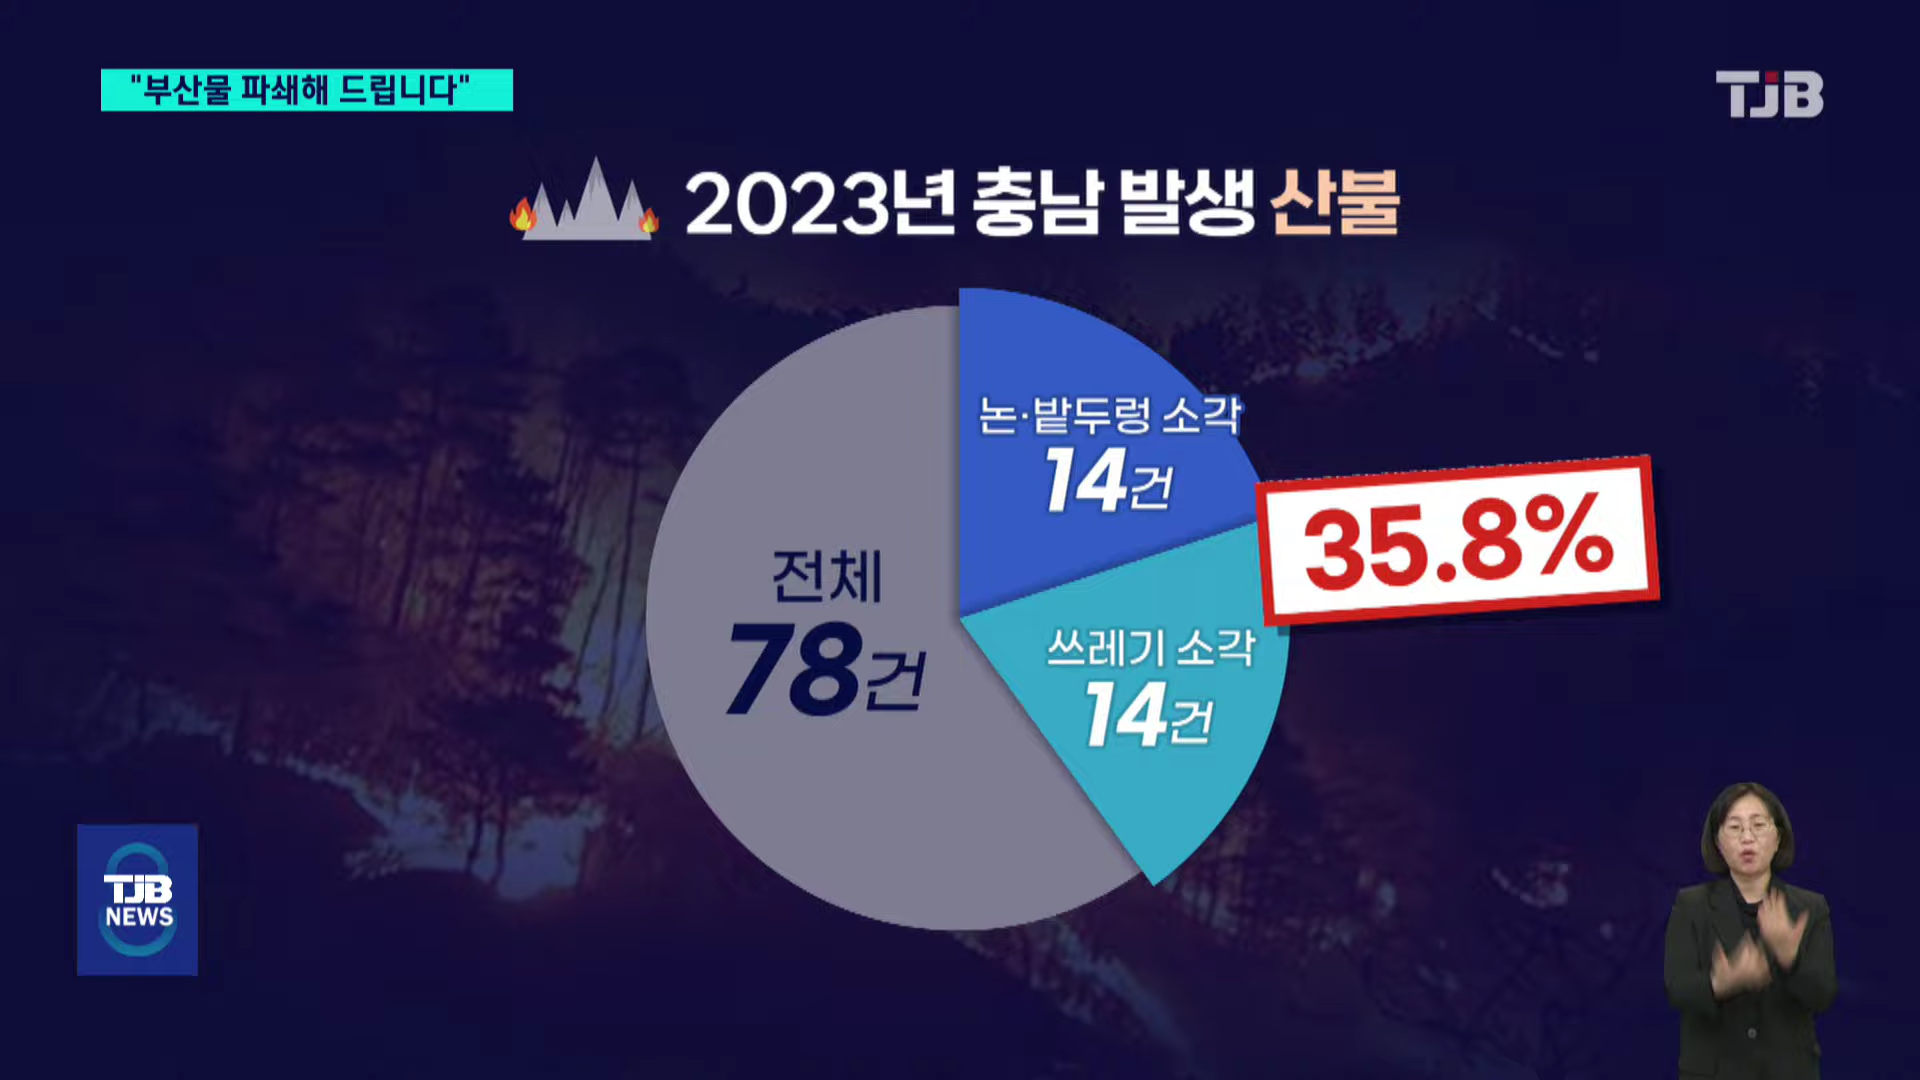 "부산물 파쇄해 드립니다"
TJB
2023년 충남 발생 산불
논·밭두렁 소각
14건
35.8%
전체
78건
쓰레기 소각
14건
TJB
NEWS